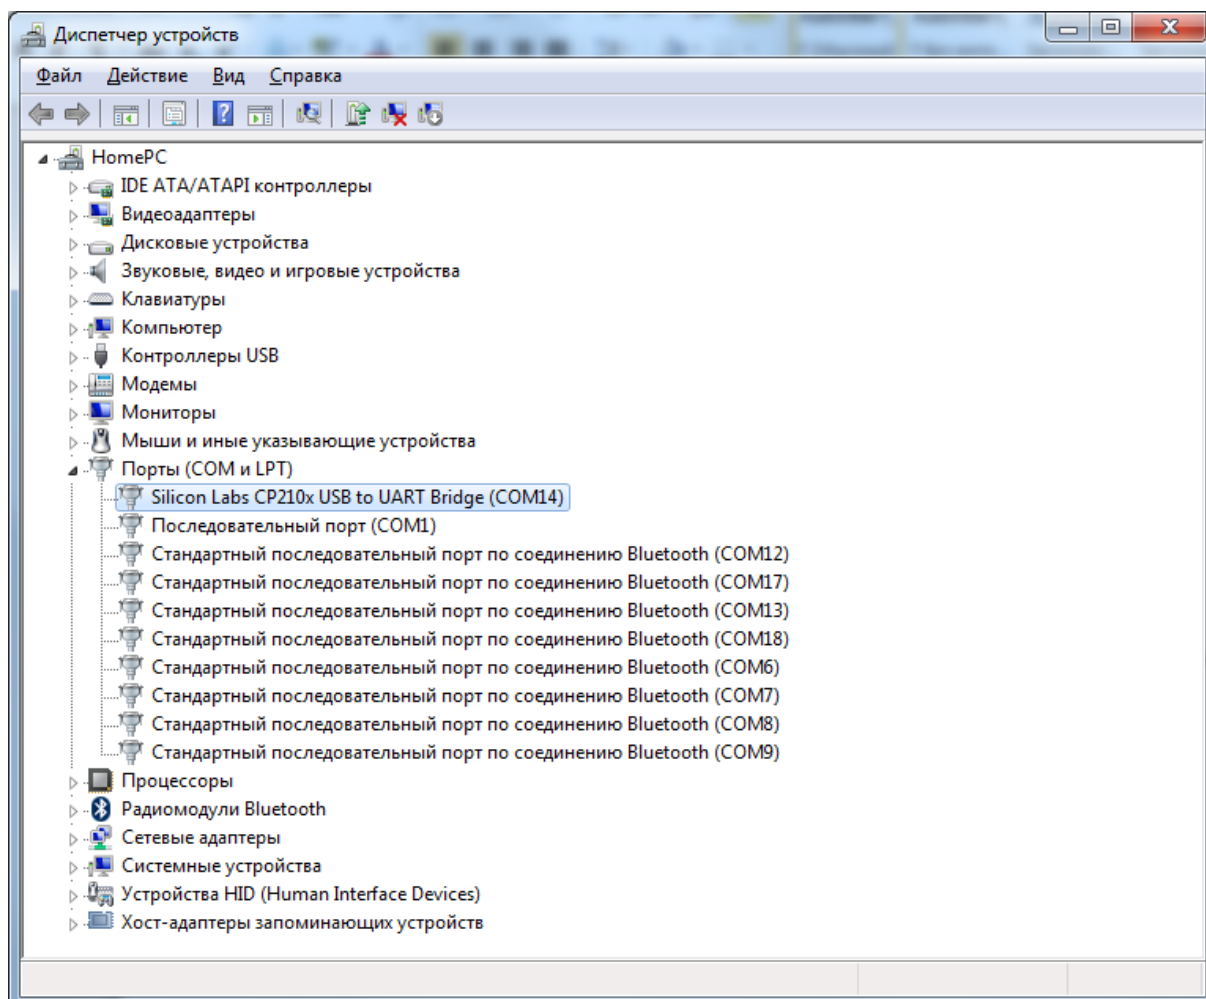 Диспетчер устройств
Файл Действие Вид Справка
HomePC
IDE ATA/ATAPI контроллеры
Видеоадаптеры
Дисковые устройства
Звуковые, видео и игровые устройства
Клавиатуры
Компьютер
Контроллеры USB
Модемы
Мониторы
Мыши и иные указывающие устройства
Порты (COM и LPT)
Silicon Labs CP210x USB to UART Bridge (COM14)
Последовательный порт (COM1)
Стандартный последовательный порт по соединению Bluetooth (COM12)
Стандартный последовательный порт по соединению Bluetooth (COM17)
Стандартный последовательный порт по соединению Bluetooth (COM13)
Стандартный последовательный порт по соединению Bluetooth (COM18)
Стандартный последовательный порт по соединению Bluetooth (COM6)
Стандартный последовательный порт по соединению Bluetooth (COM7)
Стандартный последовательный порт по соединению Bluetooth (COM8)
Стандартный последовательный порт по соединению Bluetooth (COM9)
Процессоры
Радиомодули Bluetooth
Сетевые адаптеры
Системные устройства
Устройства HID (Human Interface Devices)
Хост-адаптеры запоминающих устройств